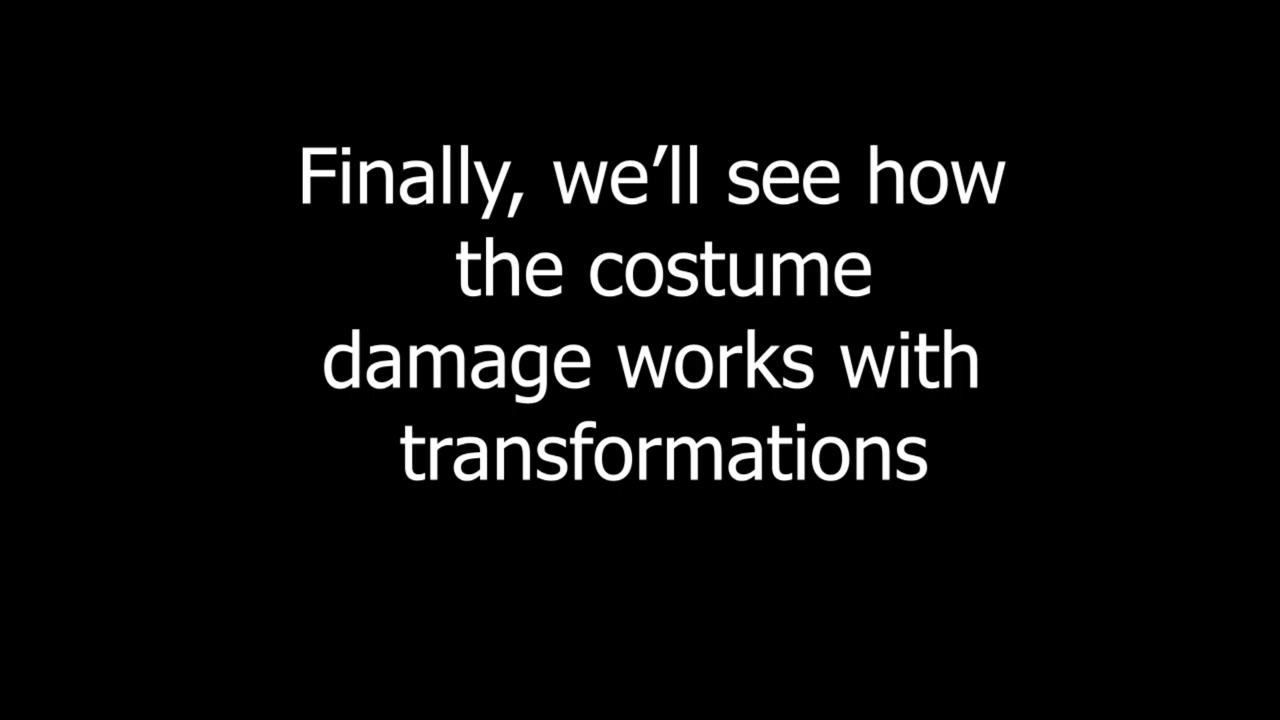 Finally, we’ll see how
the costume
damage works with
transformations